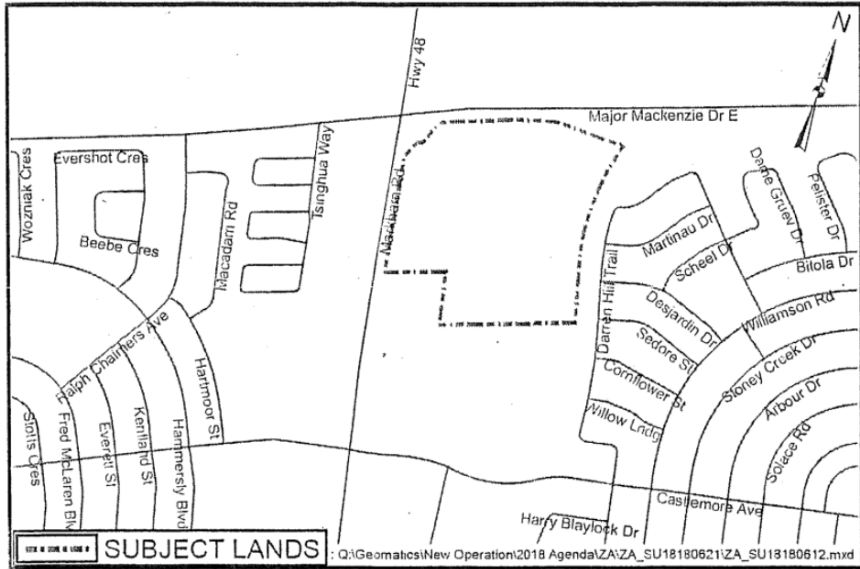 N
Hwy 48
Major Mackenzie Dr E
Wozniak Cres
Evershot Cres
Beebe Cres
Macadam Rd
Tsinghua Way
Markham Rd
Dame Gruev Dr
Pelister Dr
Martinau Dr
Scheel Dr
Bilola Dr
Darren Hill Trail
Desjardin Dr
Williamson Rd
Sedore St
Stoney Creek Dr
Cornflower St
Arbour Dr
Willow Lndg
Solace Rd
Ralph Chalmers Ave
Hartmoor St
Stotts Cres
Fred McLaren Blv
Everett St
Kentland St
Hammersly Blvd
Castlemore Ave
Harry Blaylock Dr
SUBJECT LANDS
: Q:\Geomatics\New Operation\2018 Agenda\ZA\ZA_SU18180621\ZA_SU18180612.mxd